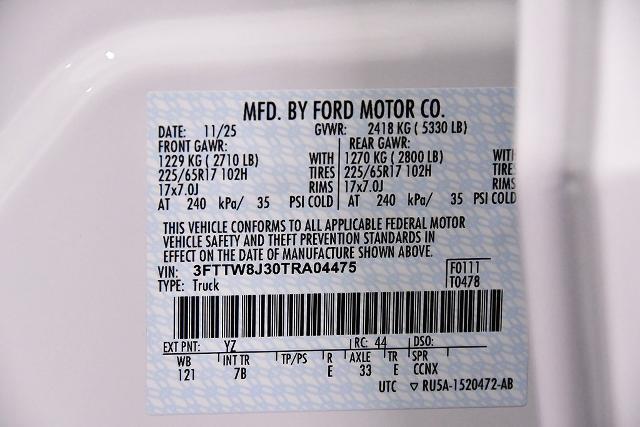 MFD. BY FORD MOTOR CO.
DATE: 11/25 GVWR: 2418 KG ( 5330 LB)
FRONT GAWR: REAR GAWR:
1229 KG ( 2710 LB) WITH 1270 KG ( 2800 LB) WITH
225/65R17 102H TIRES 225/65R17 102H TIRE
17x7.0J RIMS 17x7.0J RIMS
AT 240 kPa/ 35 PSI COLD AT 240 kPa/ 35 PSI COLD
THIS VEHICLE CONFORMS TO ALL APPLICABLE FEDERAL MOTOR
VEHICLE SAFETY AND THEFT PREVENTION STANDARDS IN
EFFECT ON THE DATE OF MANUFACTURE SHOWN ABOVE.
VIN: 3FTTW8J30TRA04475 F0111
TYPE: Truck T0478
EXT PNT: YZ RC: 44 DSO:
WB INT TR TP/PS R AXLE TR SPR
121 7B E 33 E CCNX
UTC ▽ RU5A-1520472-AB